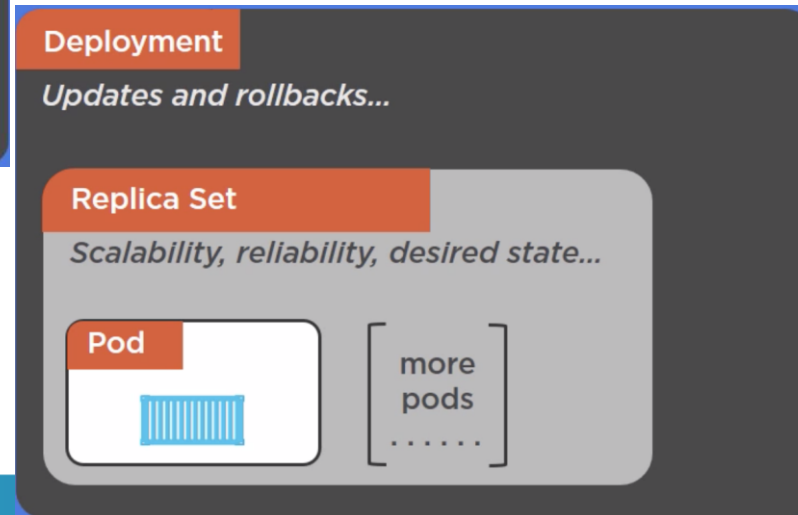 Deployment
Updates and rollbacks...
Replica Set
Scalability, reliability, desired state...
Pod
more
pods
......